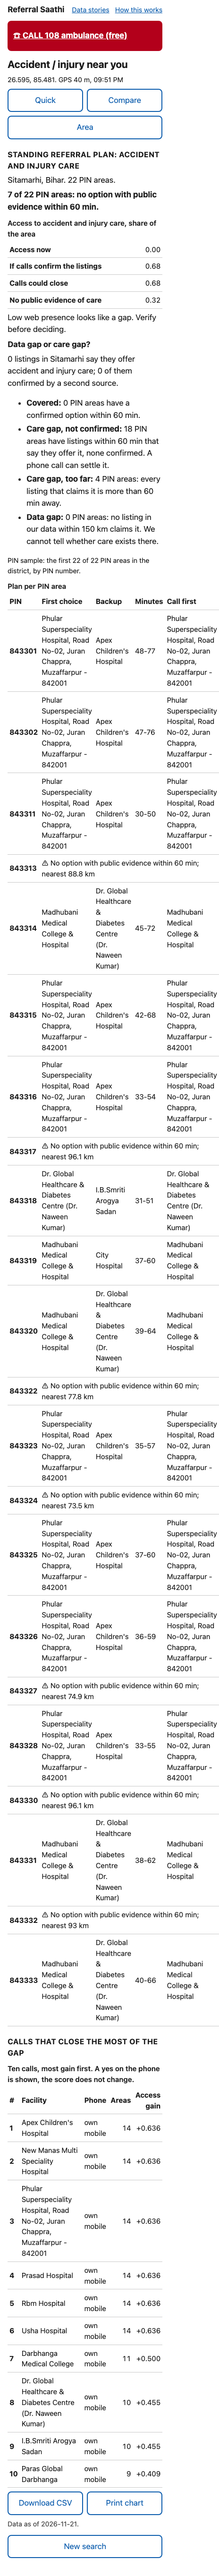 Referral Saathi Data stories How this works
☎ CALL 108 ambulance (free)
Accident / injury near you
26.595, 85.481. GPS 40 m, 09:51 PM
Quick
Compare
Area
STANDING REFERRAL PLAN: ACCIDENT
AND INJURY CARE
Sitamarhi, Bihar. 22 PIN areas.
7 of 22 PIN areas: no option with public
evidence within 60 min.
Access to accident and injury care, share of
the area
Access now 0.00
If calls confirm the listings 0.68
Calls could close 0.68
No public evidence of care 0.32
Low web presence looks like a gap. Verify
before deciding.
Data gap or care gap?
0 listings in Sitamarhi say they offer
accident and injury care; 0 of them
confirmed by a second source.
• Covered: 0 PIN areas have a
confirmed option within 60 min.
• Care gap, not confirmed: 18 PIN
areas have listings within 60 min that
say they offer it, none confirmed. A
phone call can settle it.
• Care gap, too far: 4 PIN areas: every
listing that claims it is more than 60
min away.
• Data gap: 0 PIN areas: no listing in
our data within 150 km claims it. We
cannot tell whether care exists there.
PIN sample: the first 22 of 22 PIN areas in the
district, by PIN number.
Plan per PIN area
PIN First choice Backup Minutes Call first
843301 Phular Superspeciality Hospital, Road No-02, Juran Chappra, Muzaffarpur - 842001 Apex Children's Hospital 48-77 Phular Superspeciality Hospital, Road No-02, Juran Chappra, Muzaffarpur - 842001
843302 Phular Superspeciality Hospital, Road No-02, Juran Chappra, Muzaffarpur - 842001 Apex Children's Hospital 47-76 Phular Superspeciality Hospital, Road No-02, Juran Chappra, Muzaffarpur - 842001
843311 Phular Superspeciality Hospital, Road No-02, Juran Chappra, Muzaffarpur - 842001 Apex Children's Hospital 30-50 Phular Superspeciality Hospital, Road No-02, Juran Chappra, Muzaffarpur - 842001
843313 ⚠ No option with public evidence within 60 min; nearest 88.8 km
843314 Madhubani Medical College & Hospital Dr. Global Healthcare & Diabetes Centre (Dr. Naween Kumar) 45-72 Madhubani Medical College & Hospital
843315 Phular Superspeciality Hospital, Road No-02, Juran Chappra, Muzaffarpur - 842001 Apex Children's Hospital 42-68 Phular Superspeciality Hospital, Road No-02, Juran Chappra, Muzaffarpur - 842001
843316 Phular Superspeciality Hospital, Road No-02, Juran Chappra, Muzaffarpur - 842001 Apex Children's Hospital 33-54 Phular Superspeciality Hospital, Road No-02, Juran Chappra, Muzaffarpur - 842001
843317 ⚠ No option with public evidence within 60 min; nearest 96.1 km
843318 Dr. Global Healthcare & Diabetes Centre (Dr. Naween Kumar) I.B.Smriti Arogya Sadan 31-51 Dr. Global Healthcare & Diabetes Centre (Dr. Naween Kumar)
843319 Madhubani Medical College & Hospital City Hospital 37-60 Madhubani Medical College & Hospital
843320 Madhubani Medical College & Hospital Dr. Global Healthcare & Diabetes Centre (Dr. Naween Kumar) 39-64 Madhubani Medical College & Hospital
843322 ⚠ No option with public evidence within 60 min; nearest 77.8 km
843323 Phular Superspeciality Hospital, Road No-02, Juran Chappra, Muzaffarpur - 842001 Apex Children's Hospital 35-57 Phular Superspeciality Hospital, Road No-02, Juran Chappra, Muzaffarpur - 842001
843324 ⚠ No option with public evidence within 60 min; nearest 73.5 km
843325 Phular Superspeciality Hospital, Road No-02, Juran Chappra, Muzaffarpur - 842001 Apex Children's Hospital 37-60 Phular Superspeciality Hospital, Road No-02, Juran Chappra, Muzaffarpur - 842001
843326 Phular Superspeciality Hospital, Road No-02, Juran Chappra, Muzaffarpur - 842001 Apex Children's Hospital 36-59 Phular Superspeciality Hospital, Road No-02, Juran Chappra, Muzaffarpur - 842001
843327 ⚠ No option with public evidence within 60 min; nearest 74.9 km
843328 Phular Superspeciality Hospital, Road No-02, Juran Chappra, Muzaffarpur - 842001 Apex Children's Hospital 33-55 Phular Superspeciality Hospital, Road No-02, Juran Chappra, Muzaffarpur - 842001
843330 ⚠ No option with public evidence within 60 min; nearest 96.1 km
843331 Madhubani Medical College & Hospital Dr. Global Healthcare & Diabetes Centre (Dr. Naween Kumar) 38-62 Madhubani Medical College & Hospital
843332 ⚠ No option with public evidence within 60 min; nearest 93 km
843333 Madhubani Medical College & Hospital Dr. Global Healthcare & Diabetes Centre (Dr. Naween Kumar) 40-66 Madhubani Medical College & Hospital
CALLS THAT CLOSE THE MOST OF THE
GAP
Ten calls, most gain first. A yes on the phone
is shown, the score does not change.
# Facility Phone Areas Access gain
1 Apex Children's Hospital own mobile 14 +0.636
2 New Manas Multi Speciality Hospital own mobile 14 +0.636
3 Phular Superspeciality Hospital, Road No-02, Juran Chappra, Muzaffarpur - 842001 own mobile 14 +0.636
4 Prasad Hospital own mobile 14 +0.636
5 Rbm Hospital own mobile 14 +0.636
6 Usha Hospital own mobile 14 +0.636
7 Darbhanga Medical College own mobile 11 +0.500
8 Dr. Global Healthcare & Diabetes Centre (Dr. Naween Kumar) own mobile 10 +0.455
9 I.B.Smriti Arogya Sadan own mobile 10 +0.455
10 Paras Global Darbhanga own mobile 9 +0.409
Download CSV
Print chart
Data as of 2026-11-21.
New search